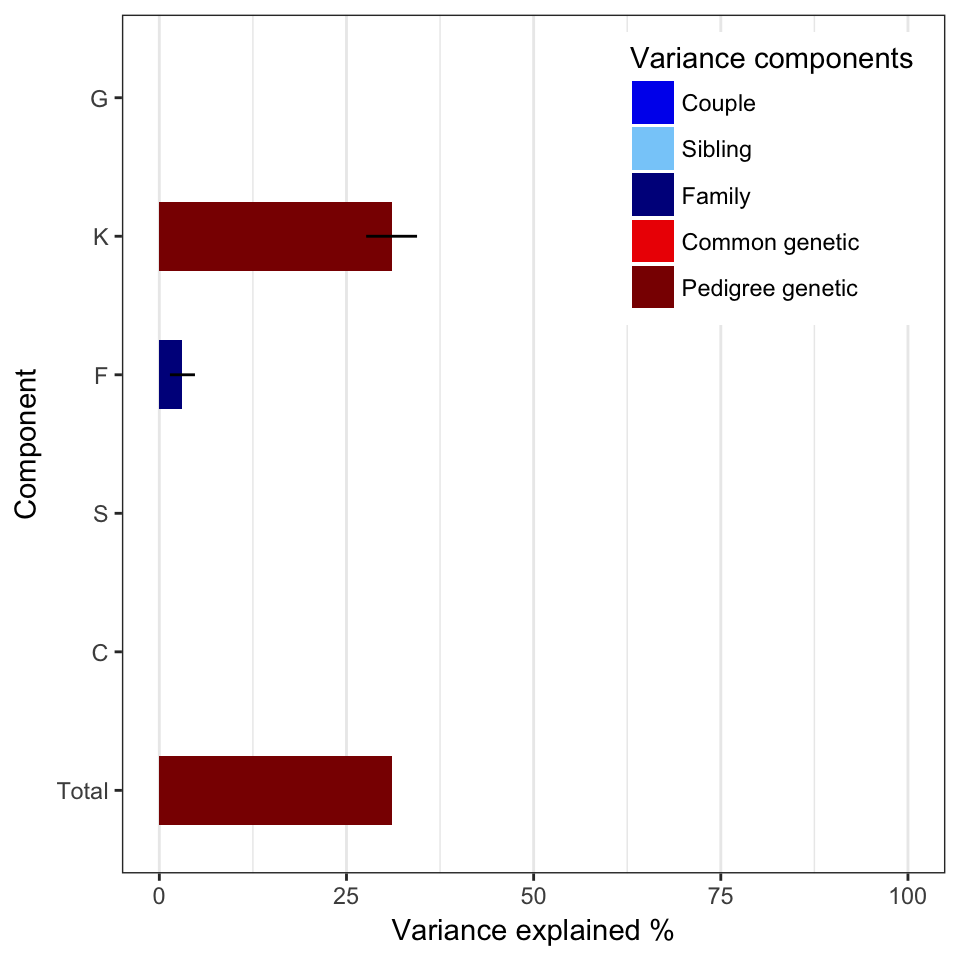 Variance components
Couple
Sibling
Family
Common genetic
Pedigree genetic
Component
G
K
F
S
C
Total
0 25 50 75 100
Variance explained %